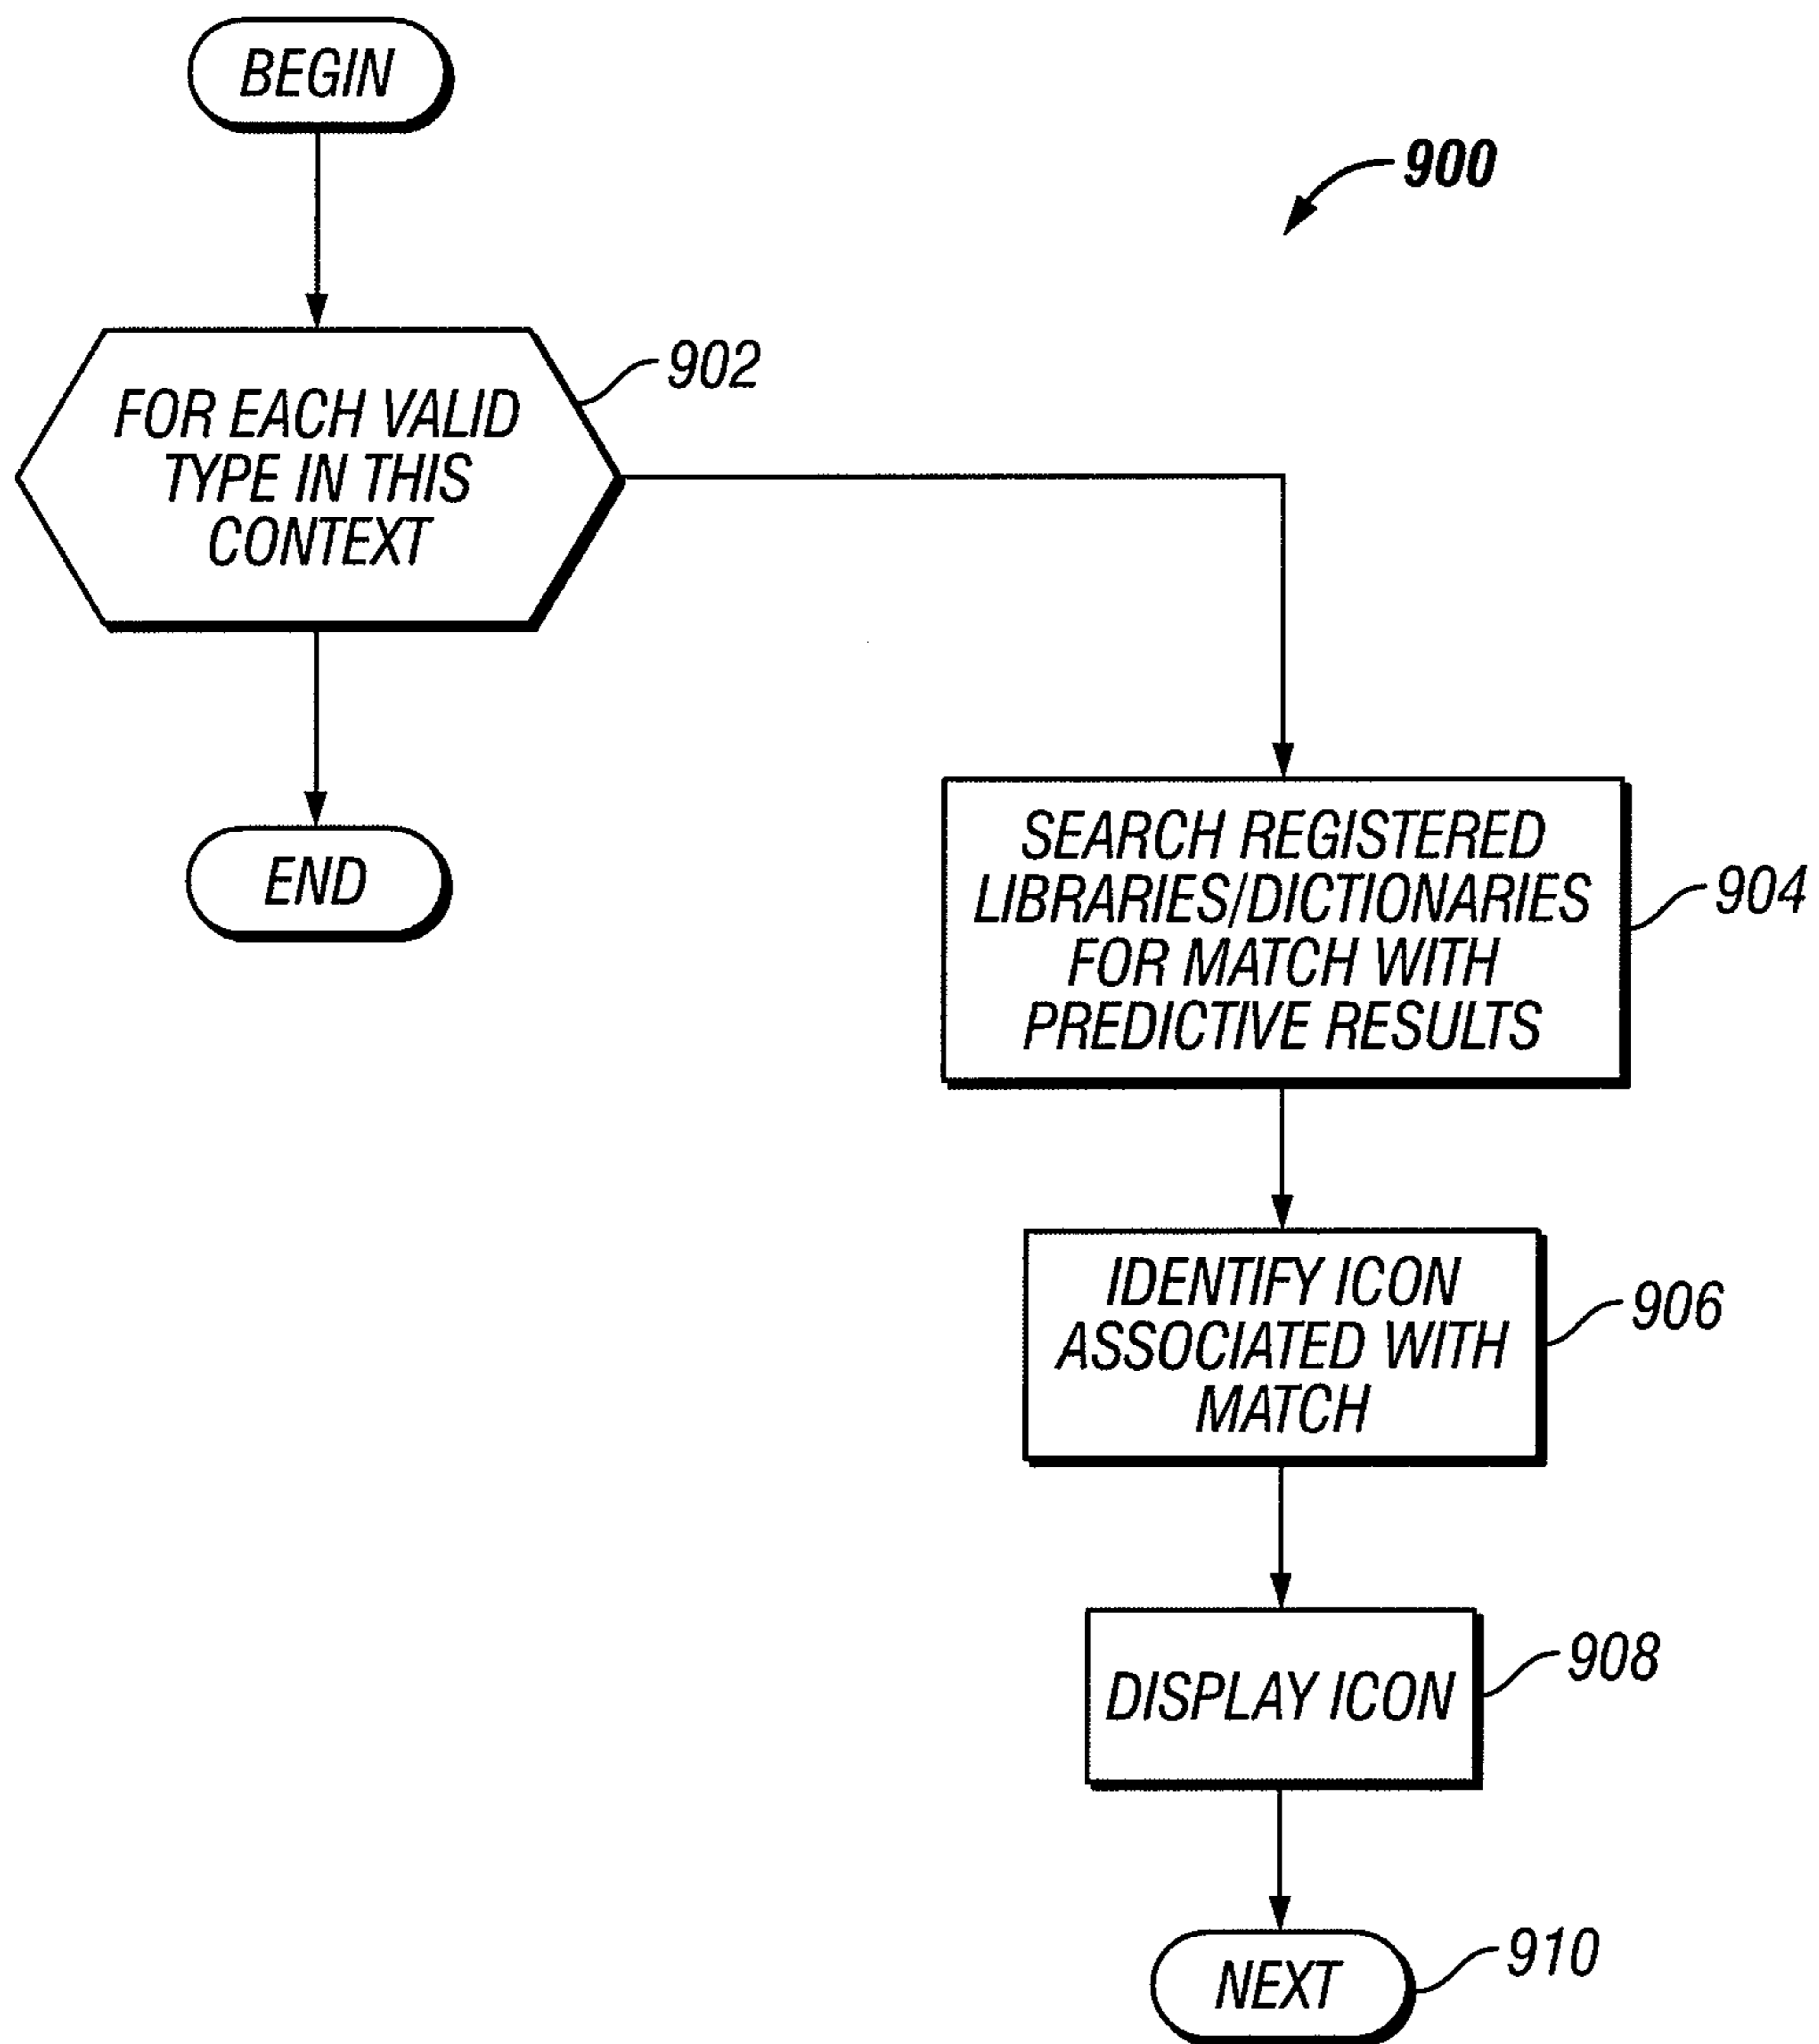 BEGIN
900
FOR EACH VALID
TYPE IN THIS
CONTEXT
902
END
SEARCH REGISTERED
LIBRARIES/DICTIONARIES
FOR MATCH WITH
PREDICTIVE RESULTS
904
IDENTIFY ICON
ASSOCIATED WITH
MATCH
906
DISPLAY ICON
908
NEXT
910